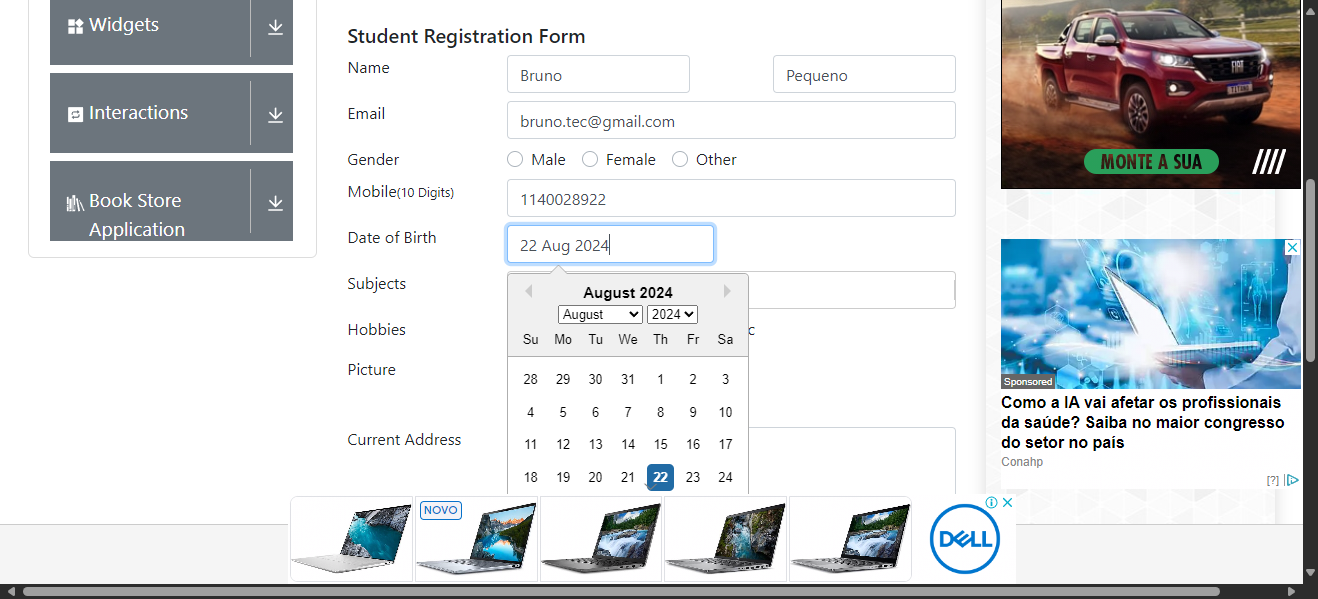 Widgets
Interactions
Book Store
Application
Student Registration Form
Name
Bruno
Pequeno
Email
bruno.tec@gmail.com
Gender
Male
Female
Other
Mobile(10 Digits)
1140028922
Date of Birth
22 Aug 2024
Subjects
Hobbies
c
Picture
Current Address
August 2024
August
2024
Su Mo Tu We Th Fr Sa
28 29 30 31 1 2 3
4 5 6 7 8 9 10
11 12 13 14 15 16 17
18 19 20 21 22 23 24
FIAT
TITANO
MONTE A SUA
Sponsored
Como a IA vai afetar os profissionais
da saúde? Saiba no maior congresso
do setor no país
Conahp
[?]
NOVO
DELL